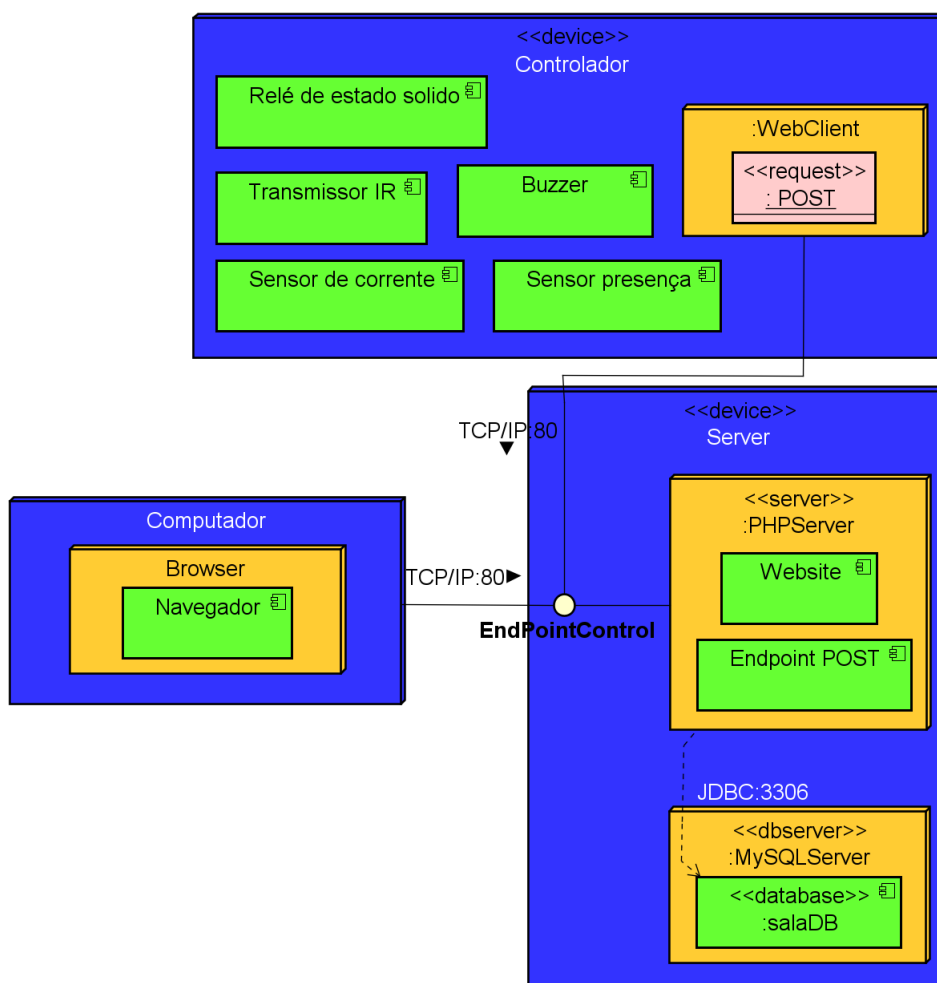 <<device>>
Controlador
Relé de estado solido
:WebClient
<<request>>
: POST
Transmissor IR
Buzzer
Sensor de corrente
Sensor presença
TCP/IP:80
<<device>>
Server
Computador
Browser
Navegador
TCP/IP:80
EndPointControl
<<server>>
:PHPServer
Website
Endpoint POST
JDBC:3306
<<dbserver>>
:MySQLServer
<<database>>
:salaDB